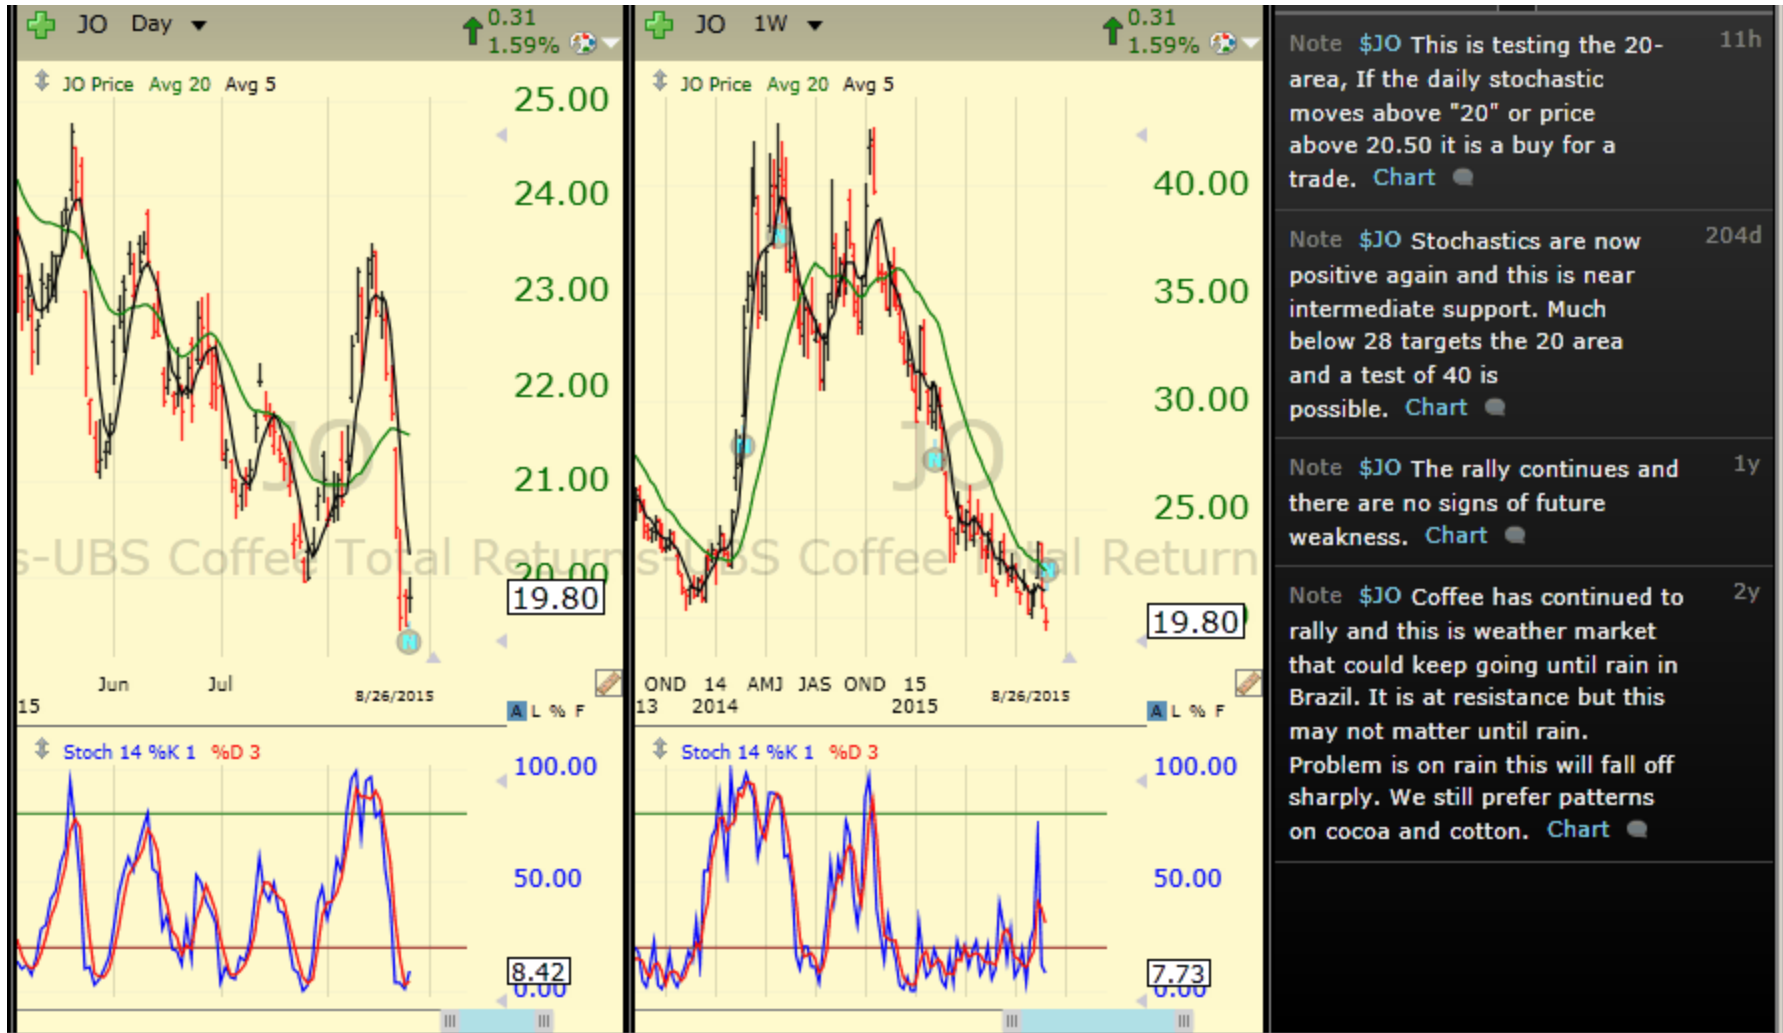 JO Day
0.31
1.59%
JO Price Avg 20 Avg 5
25.00
24.00
23.00
22.00
21.00
20.00
19.80
JO
s-UBS Coffee Total Return
Jun Jul
15
8/26/2015
A L % F
Stoch 14 %K 1 %D 3
100.00
50.00
8.42
0.00
JO 1W
0.31
1.59%
JO Price Avg 20 Avg 5
40.00
35.00
30.00
25.00
19.80
JO
s-UBS Coffee Total Return
OND 14 AMJ JAS OND 15
13 2014 2015
8/26/2015
A L % F
Stoch 14 %K 1 %D 3
100.00
50.00
7.73
0.00
Note $JO This is testing the 20- 11h
area, If the daily stochastic
moves above "20" or price
above 20.50 it is a buy for a
trade. Chart
Note $JO Stochastics are now 204d
positive again and this is near
intermediate support. Much
below 28 targets the 20 area
and a test of 40 is
possible. Chart
Note $JO The rally continues and 1y
there are no signs of future
weakness. Chart
Note $JO Coffee has continued to 2y
rally and this is weather market
that could keep going until rain in
Brazil. It is at resistance but this
may not matter until rain.
Problem is on rain this will fall off
sharply. We still prefer patterns
on cocoa and cotton. Chart